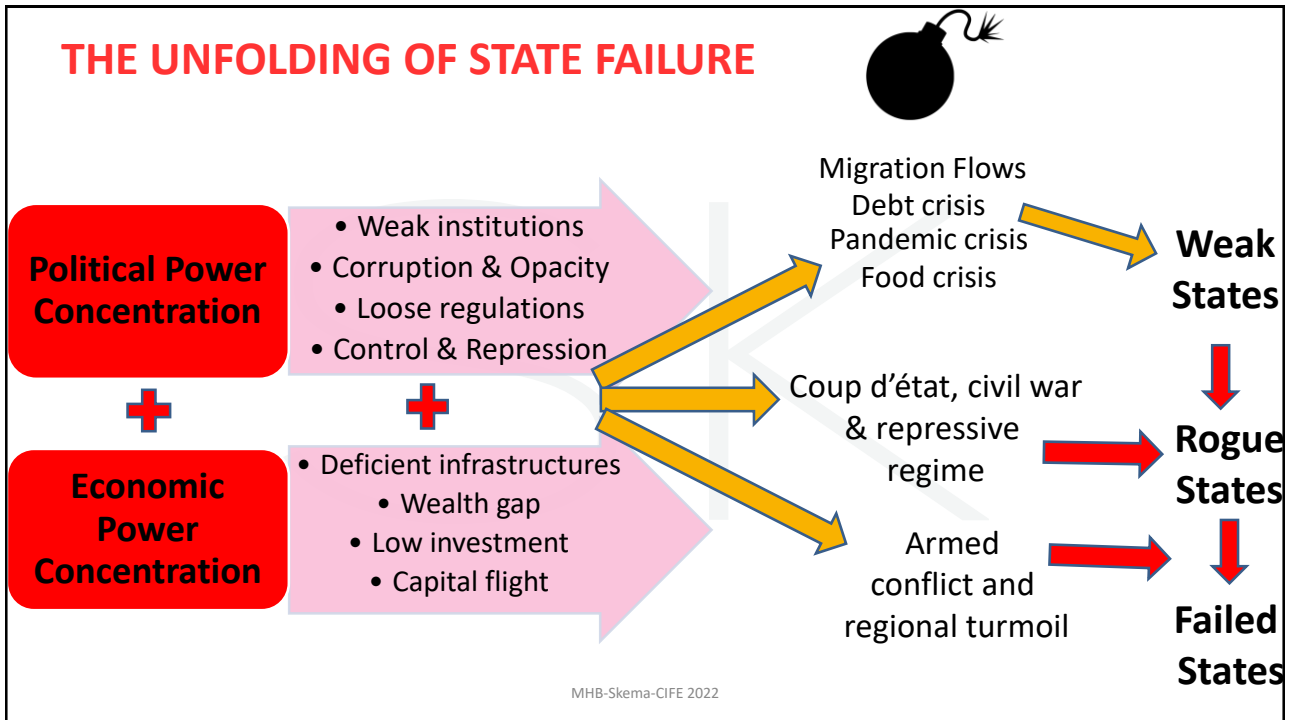 THE UNFOLDING OF STATE FAILURE
Political Power
Concentration
• Weak institutions
• Corruption & Opacity
• Loose regulations
• Control & Repression
Economic
Power
Concentration
• Deficient infrastructures
• Wealth gap
• Low investment
• Capital flight
Migration Flows
Debt crisis
Pandemic crisis
Food crisis
Coup d’état, civil war
& repressive
regime
Armed
conflict and
regional turmoil
Weak
States
Rogue
States
Failed
States
MHB-Skema-CIFE 2022